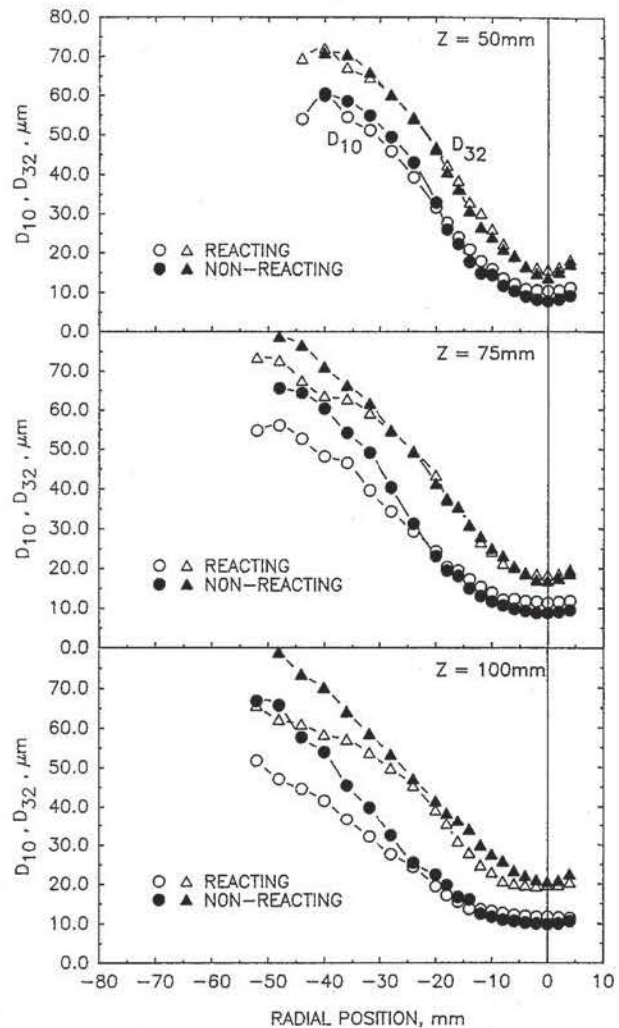 80.0
Z = 50mm
70.0
60.0
50.0
D10
D32
40.0
30.0
20.0
10.0
0.0
D10 , D32 , μm
○ △ REACTING
● ▲ NON-REACTING
Z = 75mm
70.0
60.0
50.0
40.0
30.0
20.0
10.0
0.0
D10 , D32 , μm
○ △ REACTING
● ▲ NON-REACTING
Z = 100mm
70.0
60.0
50.0
40.0
30.0
20.0
10.0
0.0
D10 , D32 , μm
○ △ REACTING
● ▲ NON-REACTING
-80 -70 -60 -50 -40 -30 -20 -10 0 10
RADIAL POSITION, mm